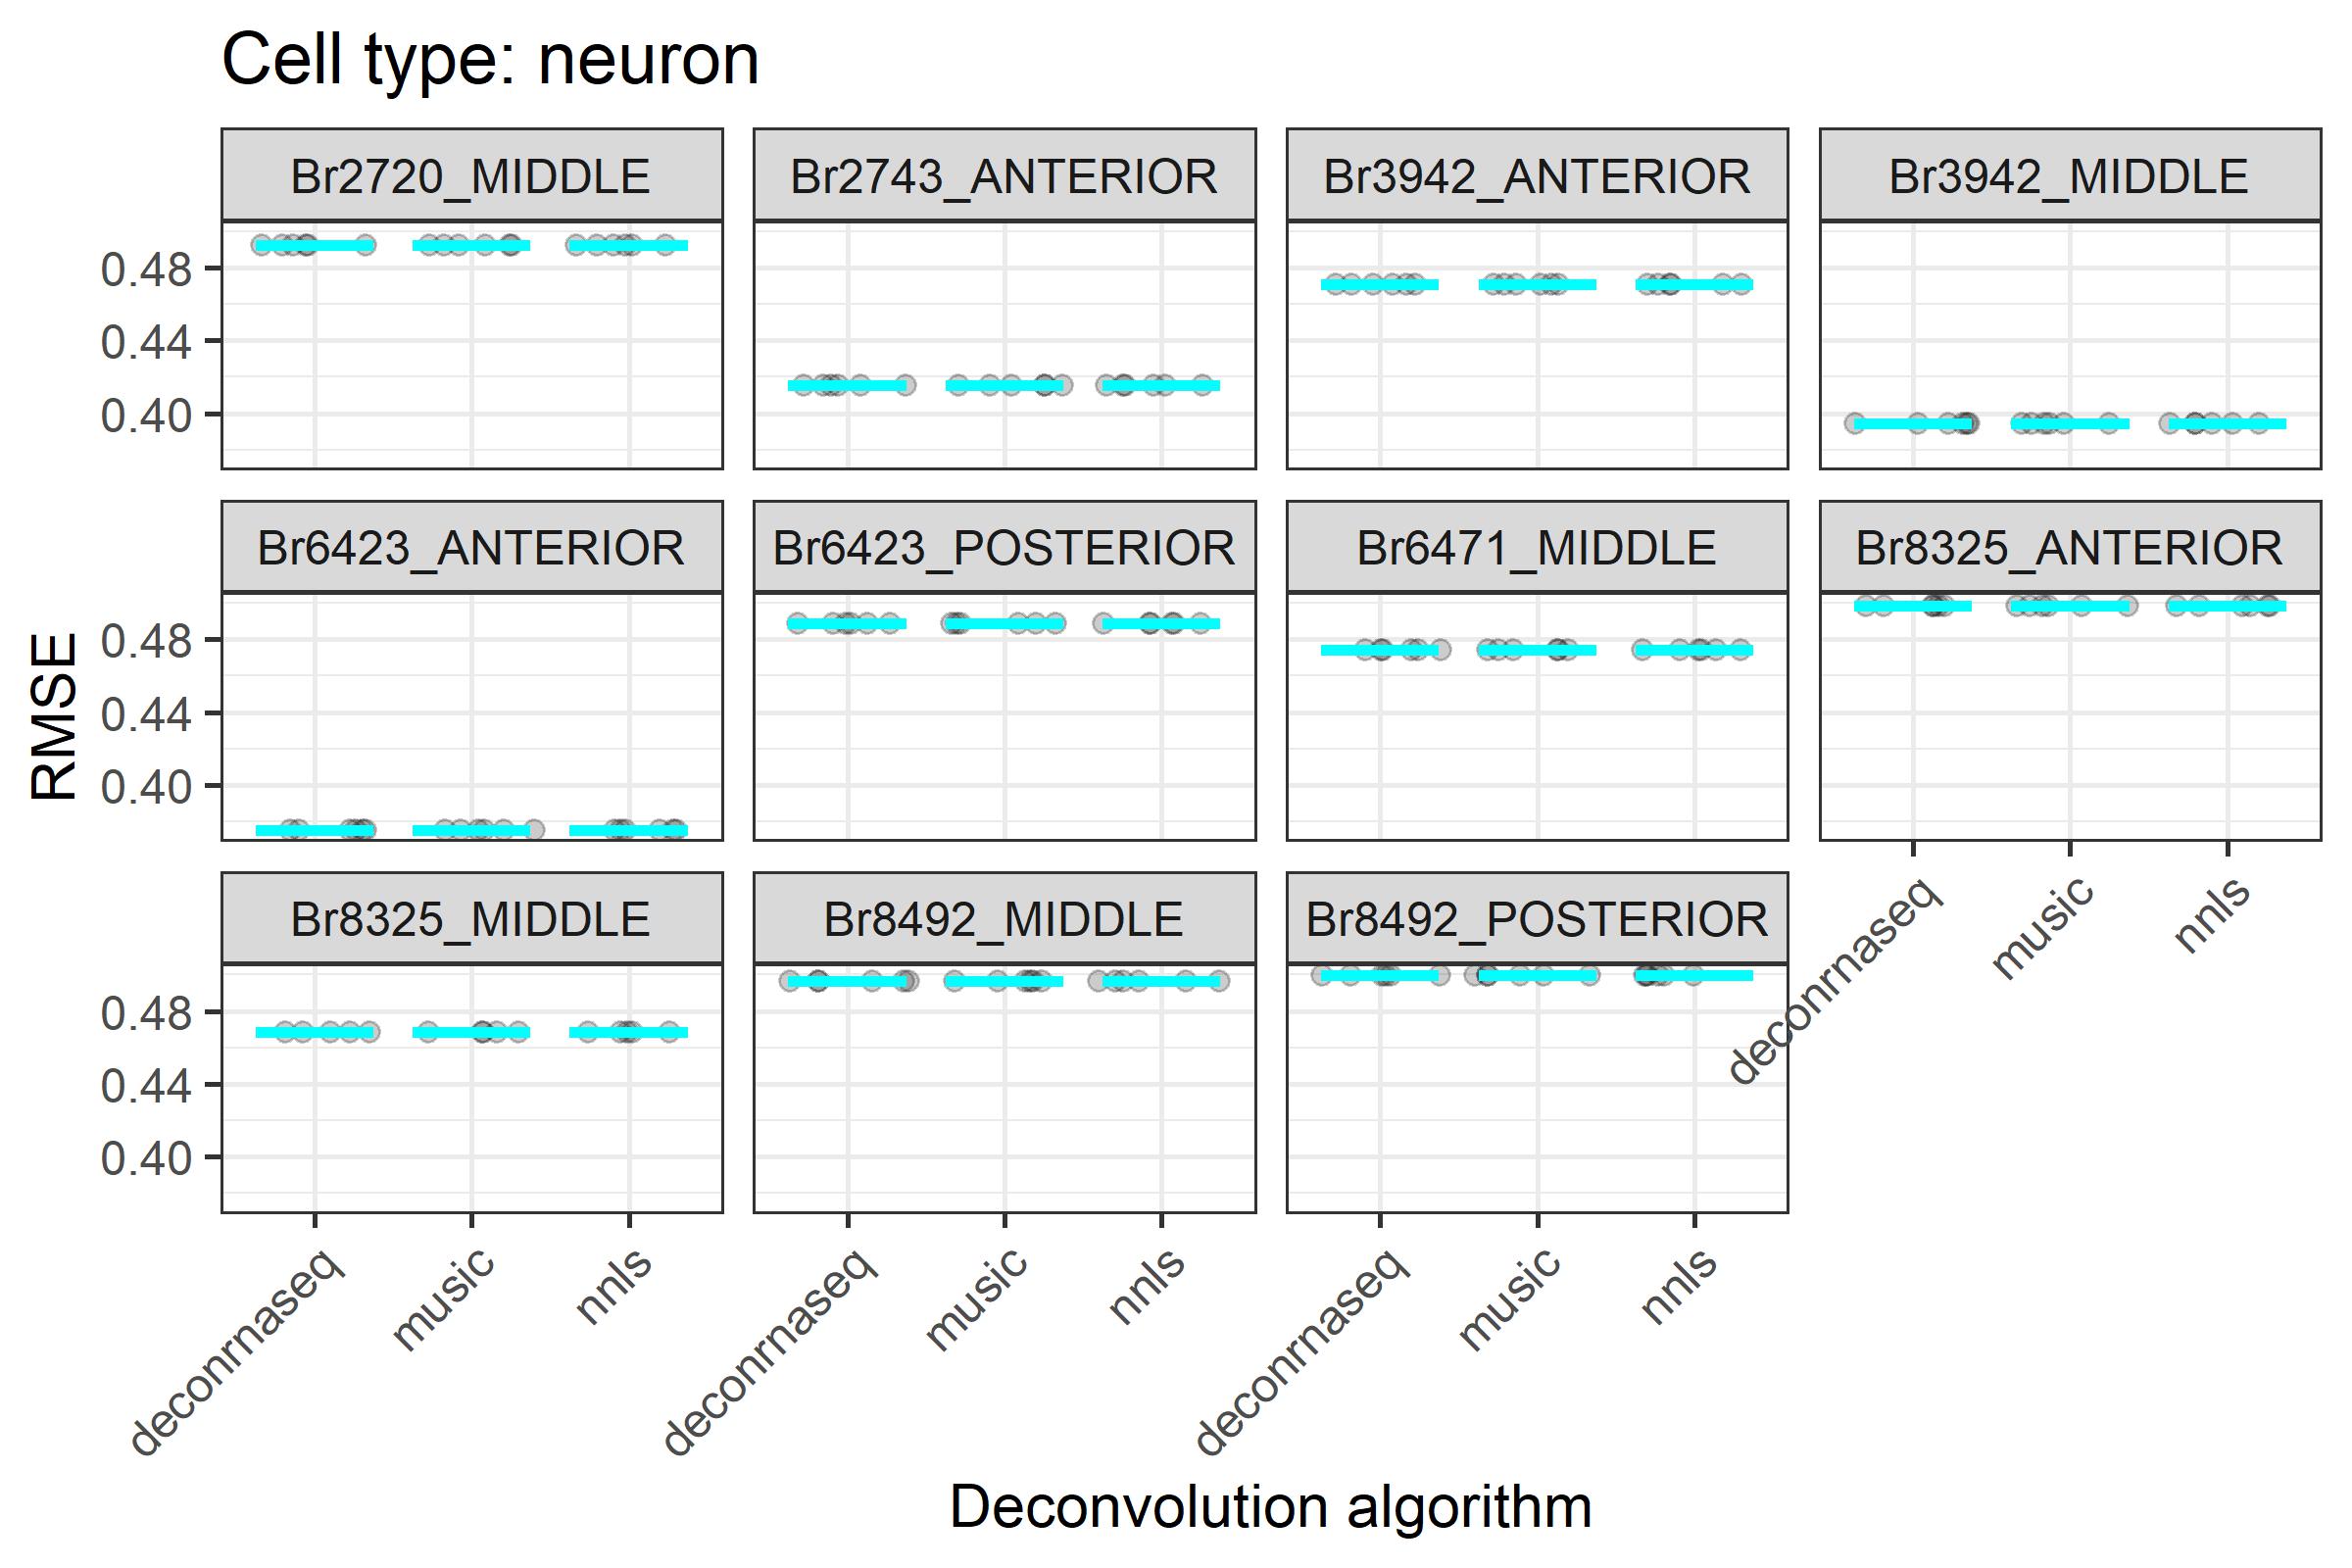 Cell type: neuron
Br2720_MIDDLE
Br2743_ANTERIOR
Br3942_ANTERIOR
Br3942_MIDDLE
0.48
0.44
0.40
Br6423_ANTERIOR
Br6423_POSTERIOR
Br6471_MIDDLE
Br8325_ANTERIOR
0.48
0.44
0.40
RMSE
deconrnaseq
music
nnls
Br8325_MIDDLE
Br8492_MIDDLE
Br8492_POSTERIOR
0.48
0.44
0.40
deconrnaseq
music
nnls
deconrnaseq
music
nnls
deconrnaseq
music
nnls
Deconvolution algorithm